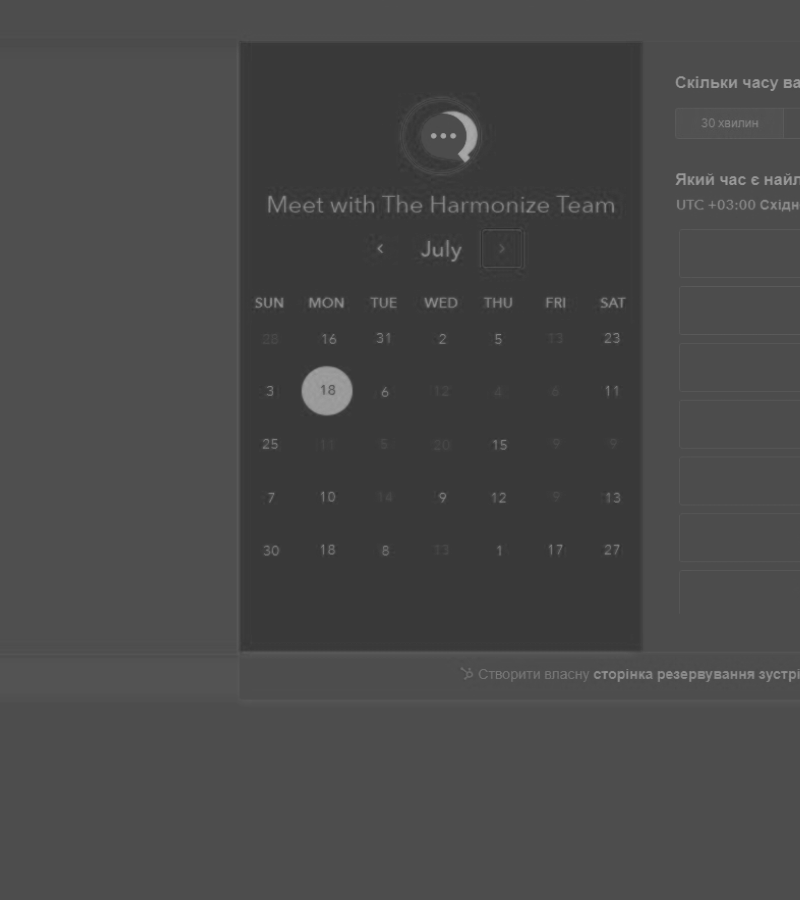 Meet with The Harmonize Team
July
SUN MON TUE WED THU FRI SAT
28 16 31 2 5 13 23
3 18 6 12 4 6 11
25 11 5 20 15 9 9
7 10 14 9 12 9 13
30 18 8 13 1 17 27
Скільки часу ва
30 хвилин
Який час є найл
UTC +03:00 Східн
Створити власну сторінка резервування зустрі